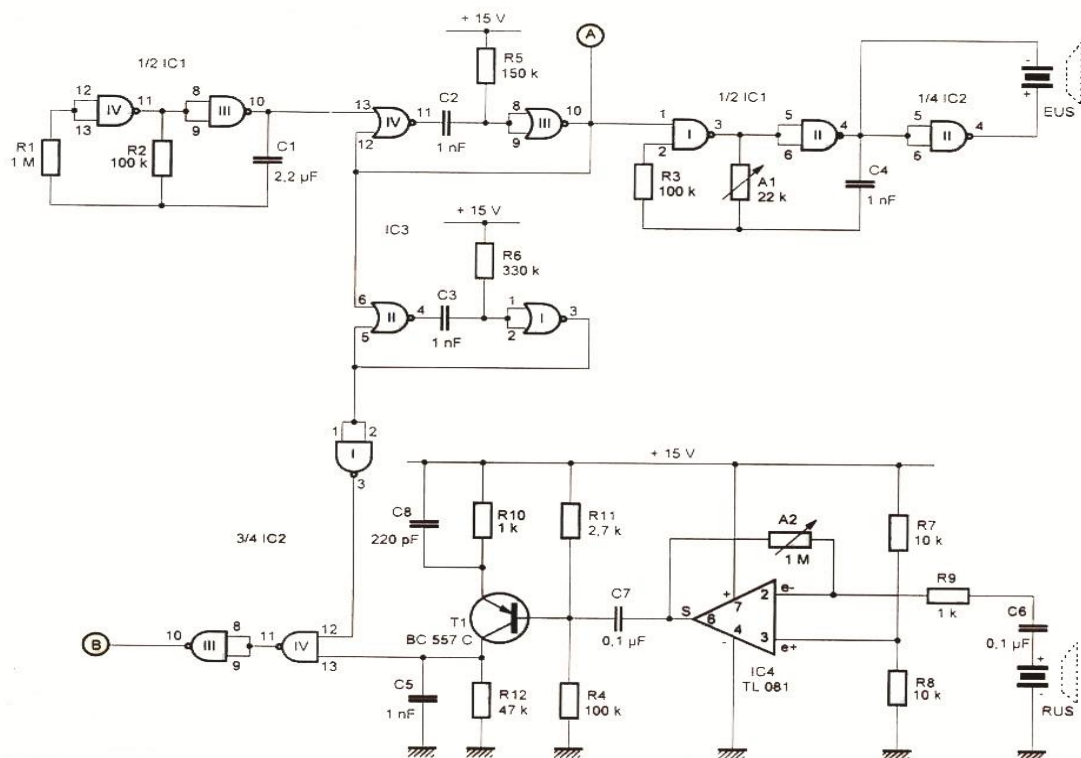 + 15 V
A
1/2 IC1
R5
150 k
12
13
IV
11
8
9
III
10
13
12
IV
11
C2
1 nF
8
9
III
10
1/2 IC1
1
2
I
3
5
6
II
4
1/4 IC2
5
6
II
4
-
+
EUS
R1
1 M
R2
100 k
C1
2,2 µF
R3
100 k
A1
22 k
C4
1 nF
+ 15 V
IC3
R6
330 k
6
5
II
4
C3
1 nF
1
2
I
3
1
2
I
3
+ 15 V
3/4 IC2
C8
220 pF
R10
1 k
R11
2,7 k
A2
1 M
R7
10 k
C7
0,1 µF
S
6
+
7
4
-
2
3
e-
e+
R9
1 k
C6
0,1 µF
T1
BC 557 C
IC4
TL 081
B
10
III
8
9
11
IV
12
13
C5
1 nF
R12
47 k
R4
100 k
R8
10 k
+
-
RUS